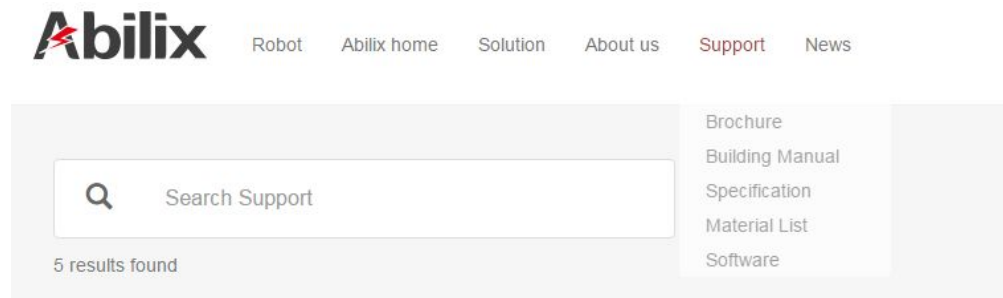 Abilix Robot Abilix home Solution About us Support News
Brochure
Building Manual
Specification
Material List
Software
Search Support
5 results found